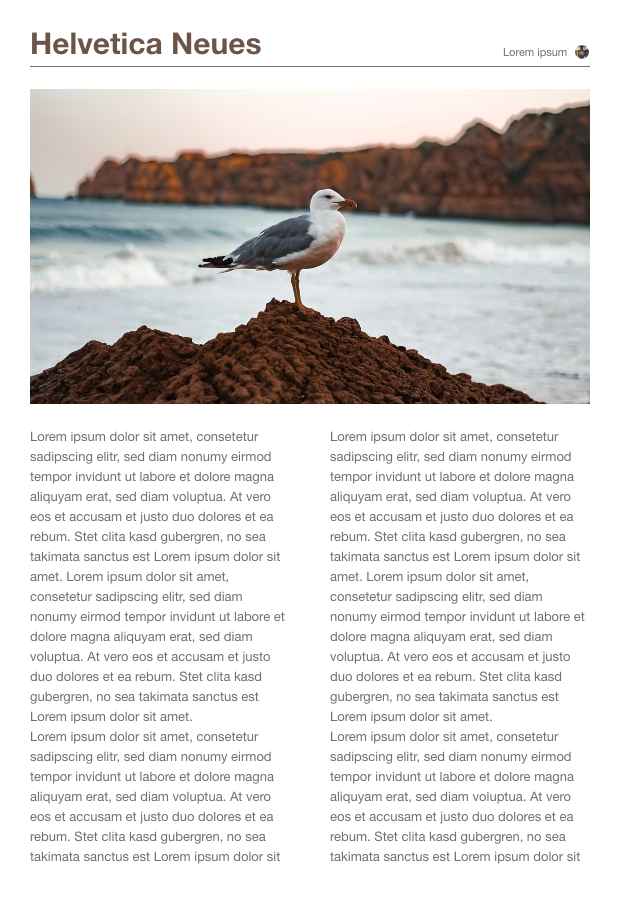 Helvetica Neues
Lorem ipsum
Lorem ipsum dolor sit amet, consetetur
sadipscing elitr, sed diam nonumy eirmod
tempor invidunt ut labore et dolore magna
aliquyam erat, sed diam voluptua. At vero
eos et accusam et justo duo dolores et ea
rebum. Stet clita kasd gubergren, no sea
takimata sanctus est Lorem ipsum dolor sit
amet. Lorem ipsum dolor sit amet,
consetetur sadipscing elitr, sed diam
nonumy eirmod tempor invidunt ut labore et
dolore magna aliquyam erat, sed diam
voluptua. At vero eos et accusam et justo
duo dolores et ea rebum. Stet clita kasd
gubergren, no sea takimata sanctus est
Lorem ipsum dolor sit amet.
Lorem ipsum dolor sit amet, consetetur
sadipscing elitr, sed diam nonumy eirmod
tempor invidunt ut labore et dolore magna
aliquyam erat, sed diam voluptua. At vero
eos et accusam et justo duo dolores et ea
rebum. Stet clita kasd gubergren, no sea
takimata sanctus est Lorem ipsum dolor sit
Lorem ipsum dolor sit amet, consetetur
sadipscing elitr, sed diam nonumy eirmod
tempor invidunt ut labore et dolore magna
aliquyam erat, sed diam voluptua. At vero
eos et accusam et justo duo dolores et ea
rebum. Stet clita kasd gubergren, no sea
takimata sanctus est Lorem ipsum dolor sit
amet. Lorem ipsum dolor sit amet,
consetetur sadipscing elitr, sed diam
nonumy eirmod tempor invidunt ut labore et
dolore magna aliquyam erat, sed diam
voluptua. At vero eos et accusam et justo
duo dolores et ea rebum. Stet clita kasd
gubergren, no sea takimata sanctus est
Lorem ipsum dolor sit amet.
Lorem ipsum dolor sit amet, consetetur
sadipscing elitr, sed diam nonumy eirmod
tempor invidunt ut labore et dolore magna
aliquyam erat, sed diam voluptua. At vero
eos et accusam et justo duo dolores et ea
rebum. Stet clita kasd gubergren, no sea
takimata sanctus est Lorem ipsum dolor sit